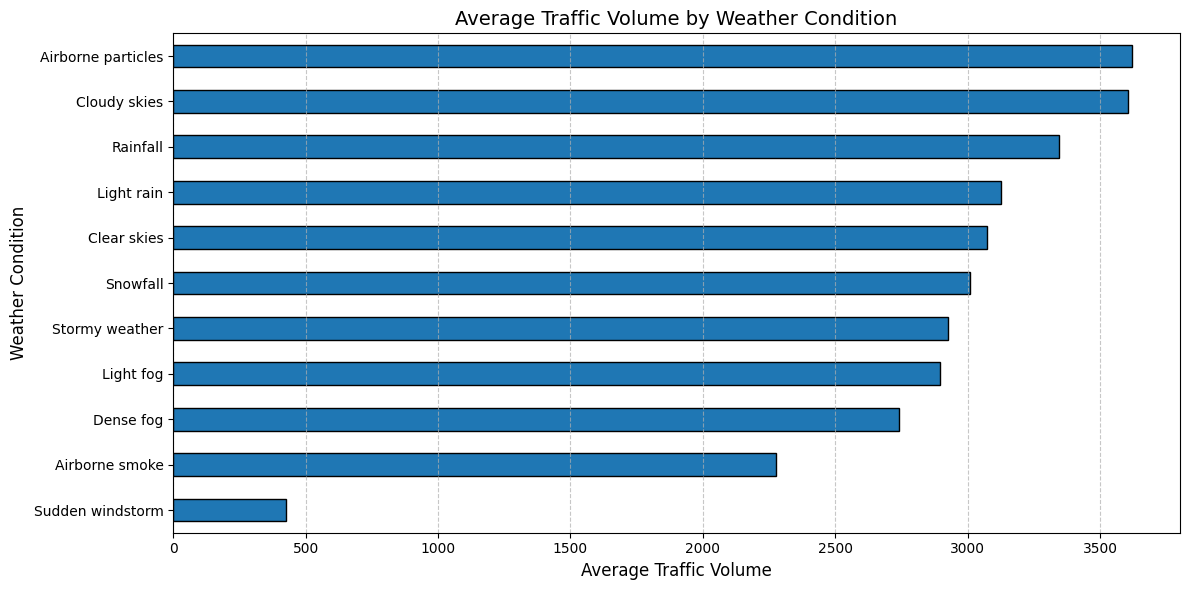 Average Traffic Volume by Weather Condition
Weather Condition
Airborne particles
Cloudy skies
Rainfall
Light rain
Clear skies
Snowfall
Stormy weather
Light fog
Dense fog
Airborne smoke
Sudden windstorm
0 500 1000 1500 2000 2500 3000 3500
Average Traffic Volume